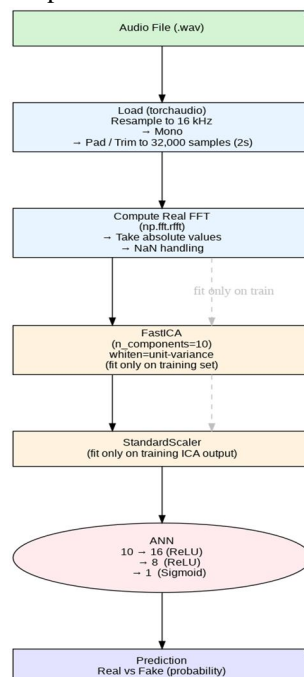 Audio File (.wav)
Load (torchaudio)
Resample to 16 kHz
→ Mono
→ Pad / Trim to 32,000 samples (2s)
Compute Real FFT
(np.fft.rfft)
→ Take absolute values
→ NaN handling
fit only on train
FastICA
(n_components=10)
whiten=unit-variance
(fit only on training set)
StandardScaler
(fit only on training ICA output)
ANN
10 → 16 (ReLU)
→ 8 (ReLU)
→ 1 (Sigmoid)
Prediction
Real vs Fake (probability)